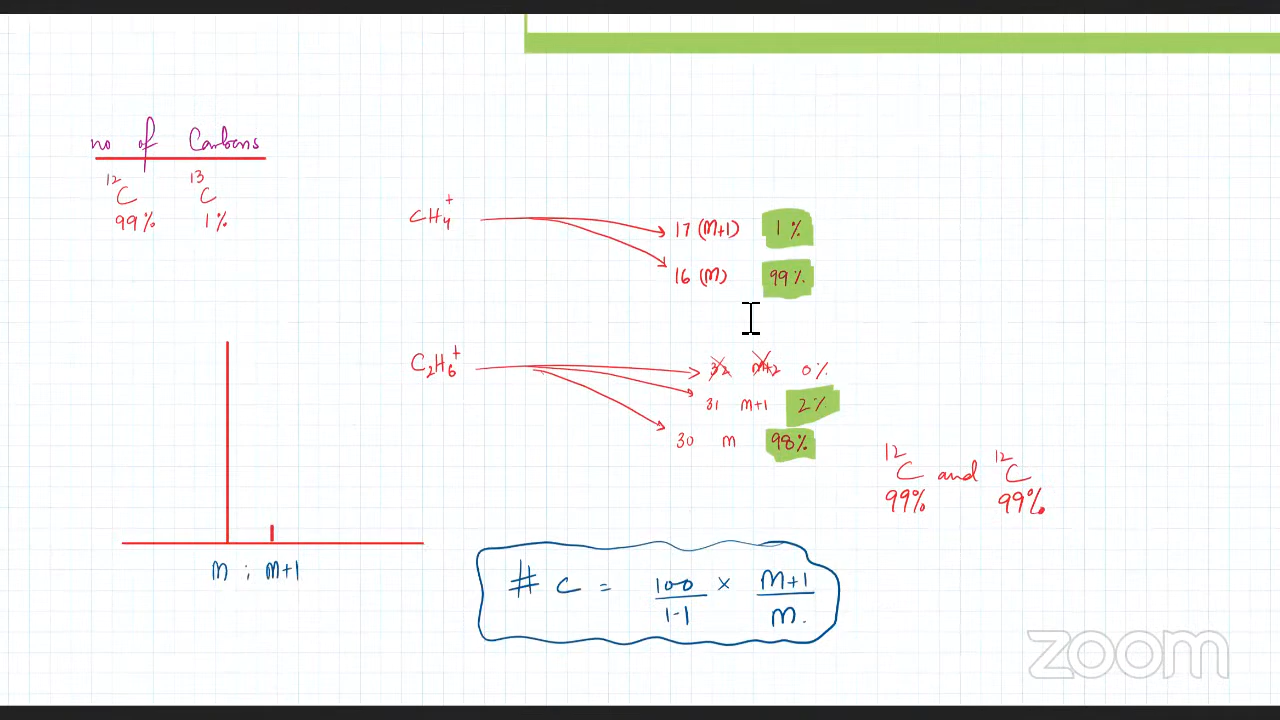 no of Carbons
¹²C ¹³C
99% 1%
CH₄⁺
17 (M+1) 1%
16 (M) 99%
C₂H₆⁺
32 M+2 0%
31 M+1 2%
30 M 98%
¹²C and ¹²C
99% 99%
M ; M+1
# C = 100/1.1 × M+1/M.
zoom